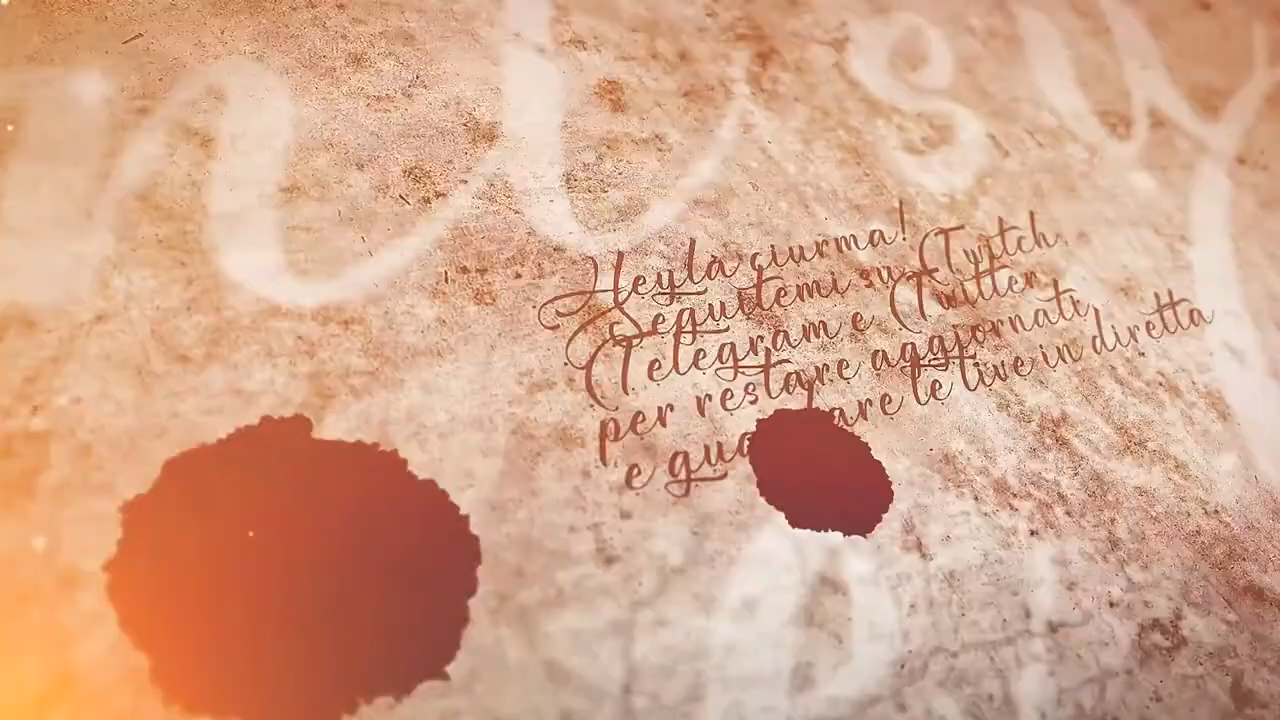 Heylà ciurma!
Seguitemi su Twitch
Telegram e Twitter
per restare aggiornati
e guardare le live in diretta